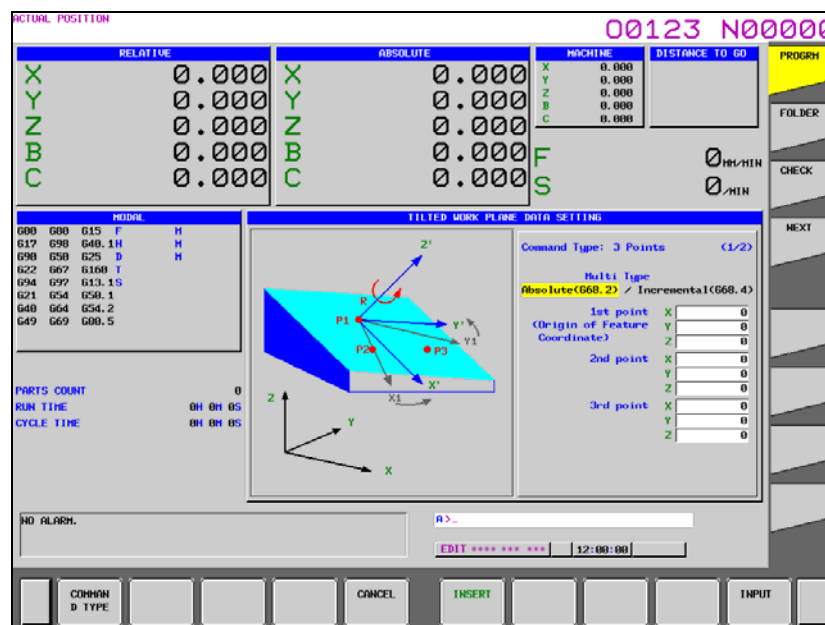 ACTUAL POSITION
O0123 N00000
RELATIVE
X 0.000
Y 0.000
Z 0.000
B 0.000
C 0.000
ABSOLUTE
X 0.000
Y 0.000
Z 0.000
B 0.000
C 0.000
MACHINE
X 0.000
Y 0.000
Z 0.000
B 0.000
C 0.000
DISTANCE TO GO
F 0 MM/MIN
S 0 /MIN
PROGRM
FOLDER
CHECK
NEXT
MODAL
G00 G80 G15 F M
G17 G98 G40.1 H M
G90 G50 G25 D M
G22 G67 G160 T
G94 G97 G13.1 S
G21 G54 G50.1
G40 G64 G54.2
G49 G69 G80.5
PARTS COUNT 0
RUN TIME 0H 0M 0S
CYCLE TIME 0H 0M 0S
TILTED WORK PLANE DATA SETTING
Z'
R
P1
Y'
Y1
P2
P3
X'
X1
Z
Y
X
Command Type: 3 Points (1/2)
Multi Type
Absolute(G68.2) / Incremental(G68.4)
1st point X 0
(Origin of Feature Y 0
Coordinate) Z 0
2nd point X 0
Y 0
Z 0
3rd point X 0
Y 0
Z 0
NO ALARM.
A>_
EDIT **** *** *** 12:00:00
COMMAN
D TYPE
CANCEL
INSERT
INPUT